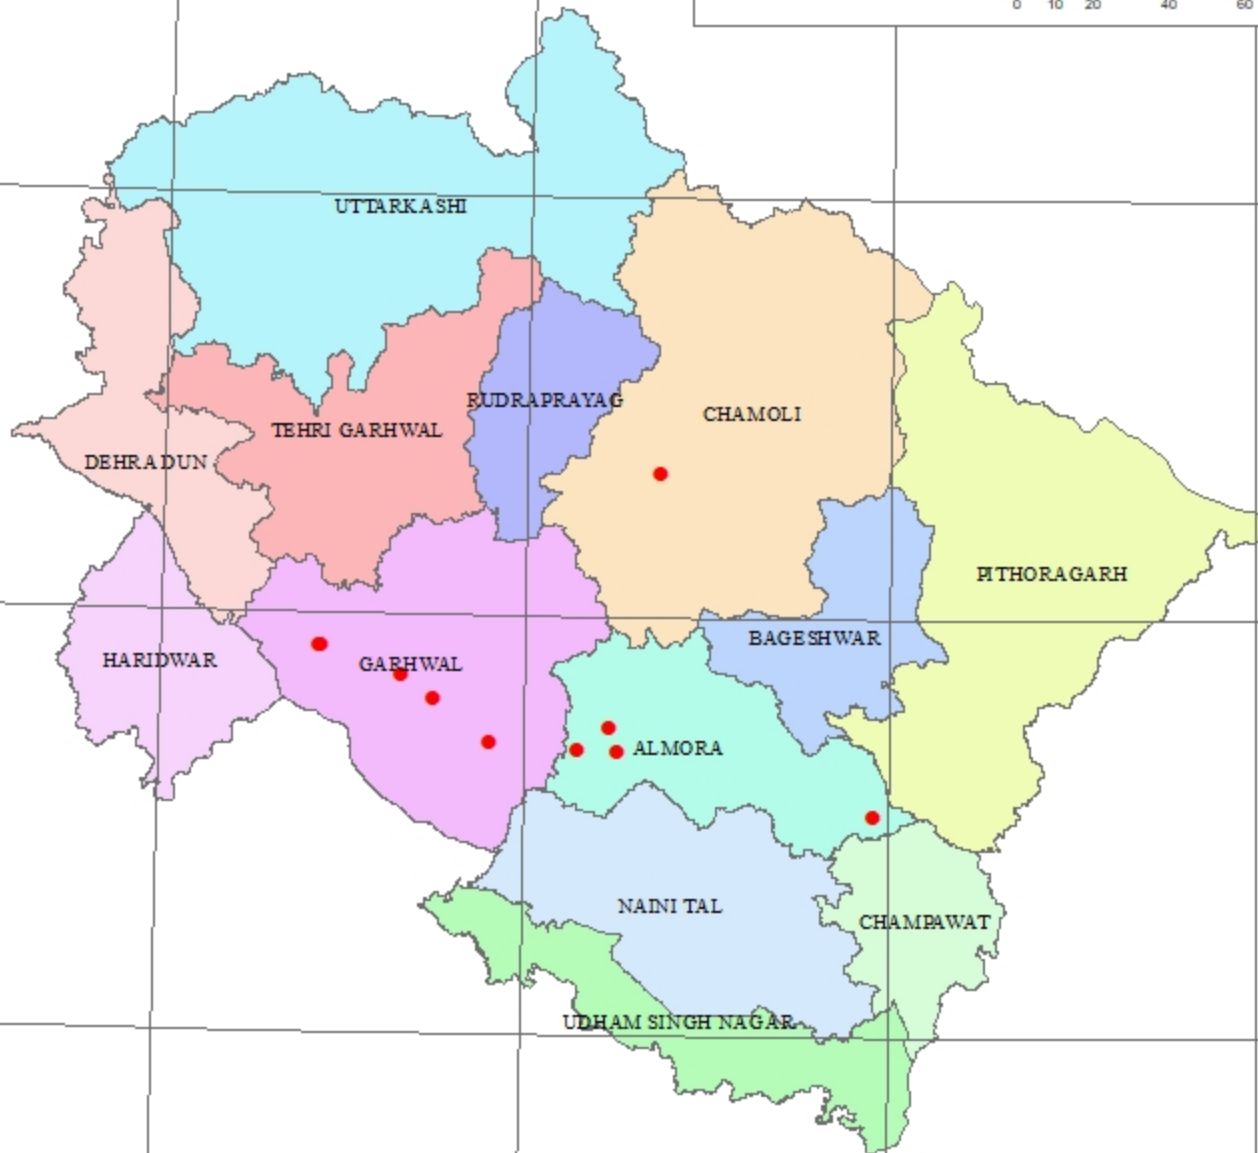 0 10 20 40 60
UTTARKASHI
RUDRAPRAYAG
CHAMOLI
TEHRI GARHWAL
DEHRADUN
PITHORAGARH
BAGESHWAR
HARIDWAR
GARHWAL
ALMORA
NAINI TAL
CHAMPAWAT
UDHAM SINGH NAGAR